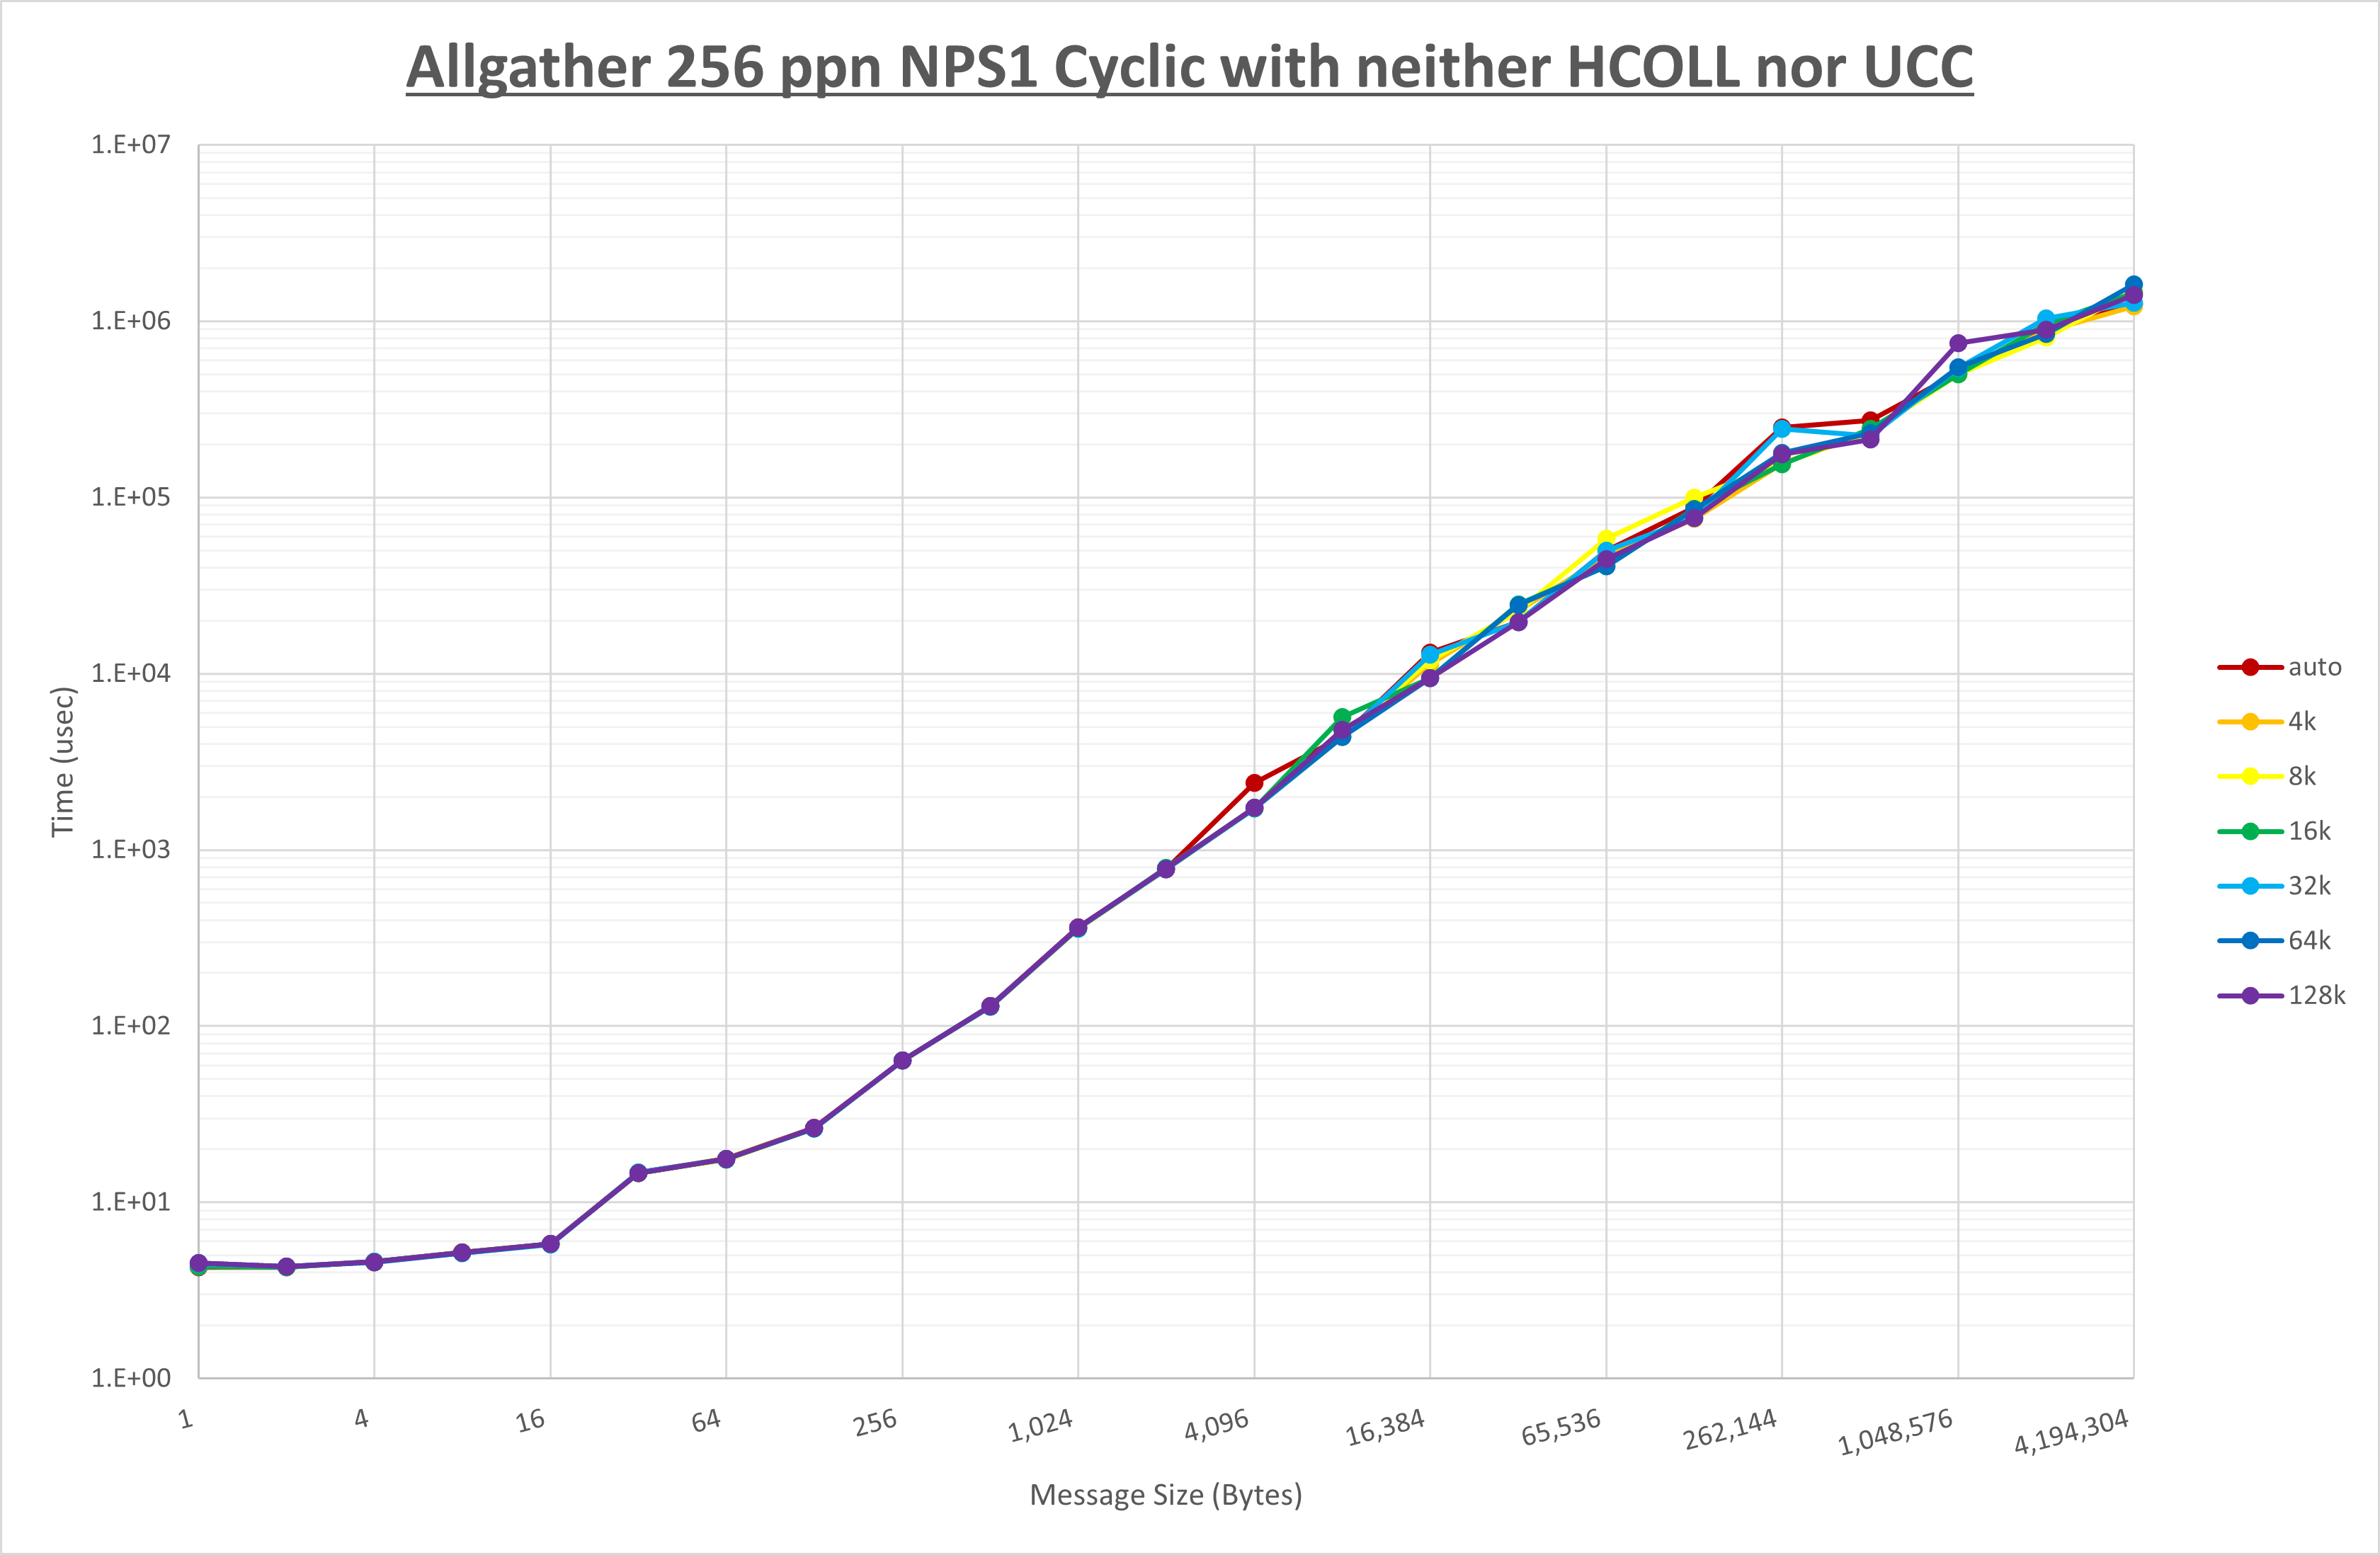 Allgather 256 ppn NPS1 Cyclic with neither HCOLL nor UCC
1.E+07
1.E+06
1.E+05
1.E+04
1.E+03
1.E+02
1.E+01
1.E+00
Time (usec)
1
4
16
64
256
1,024
4,096
16,384
65,536
262,144
1,048,576
4,194,304
Message Size (Bytes)
auto
4k
8k
16k
32k
64k
128k